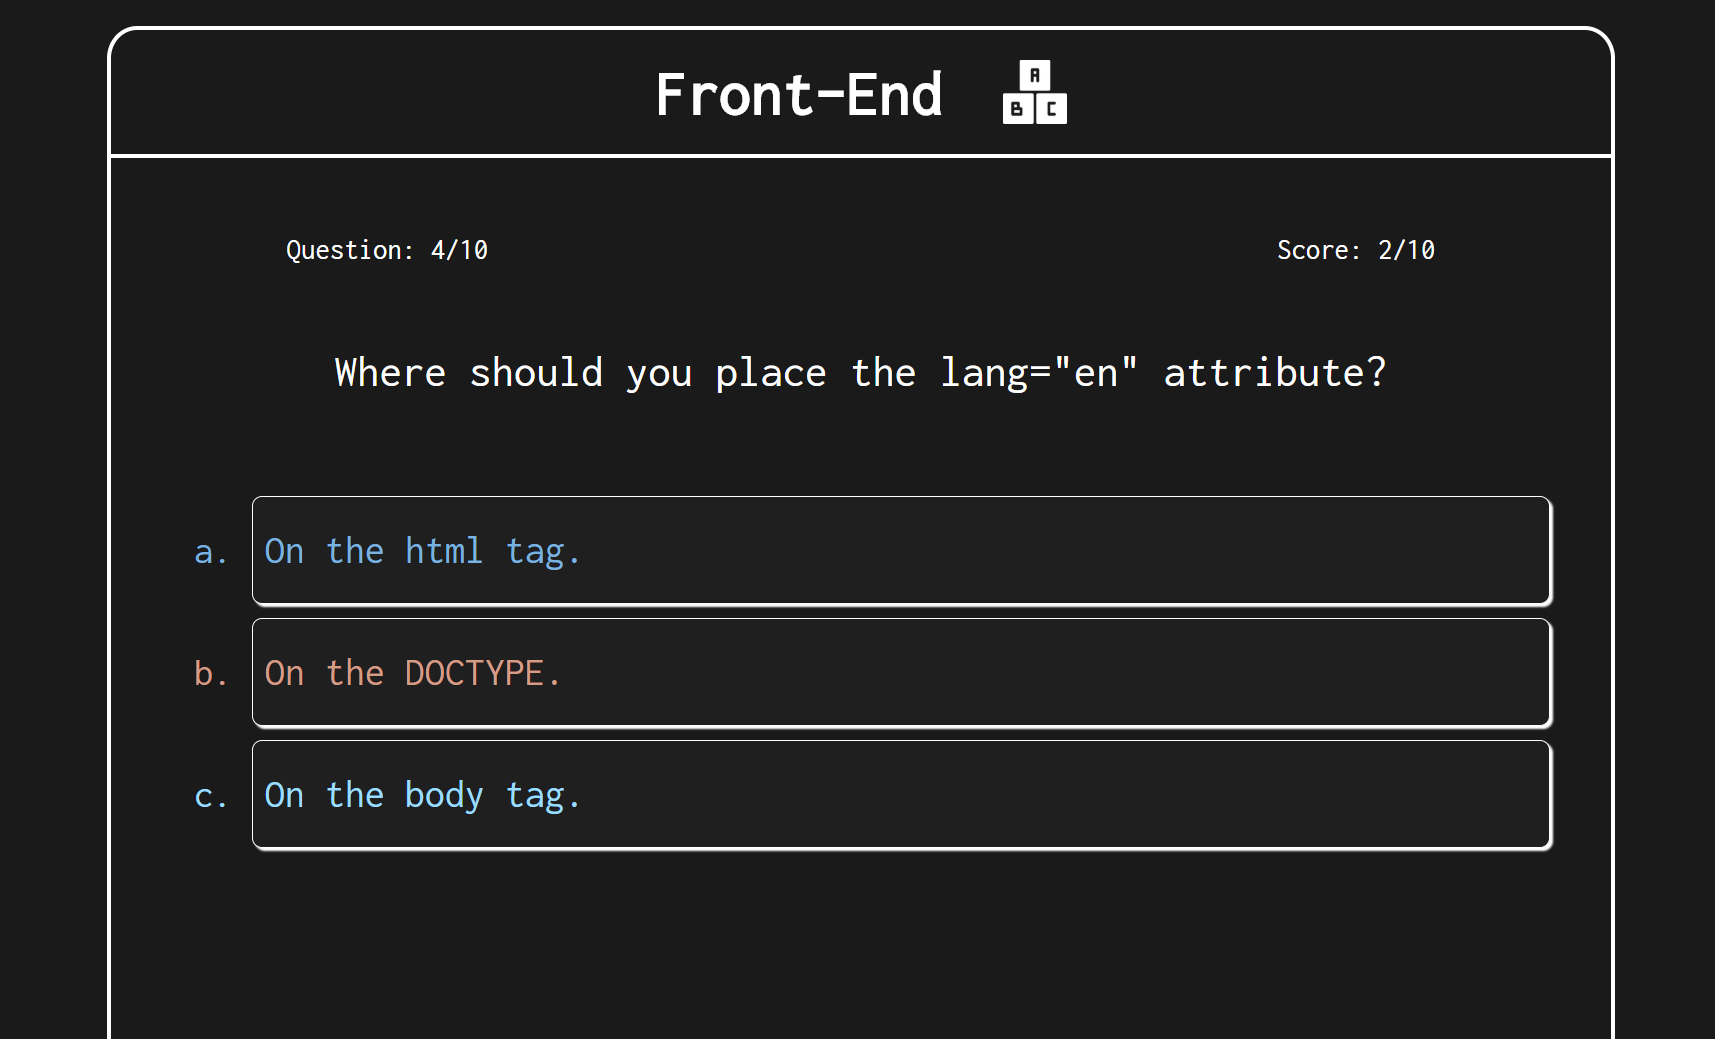 Front-End
A
B C
Question: 4/10 Score: 2/10
Where should you place the lang="en" attribute?
a. On the html tag.
b. On the DOCTYPE.
c. On the body tag.